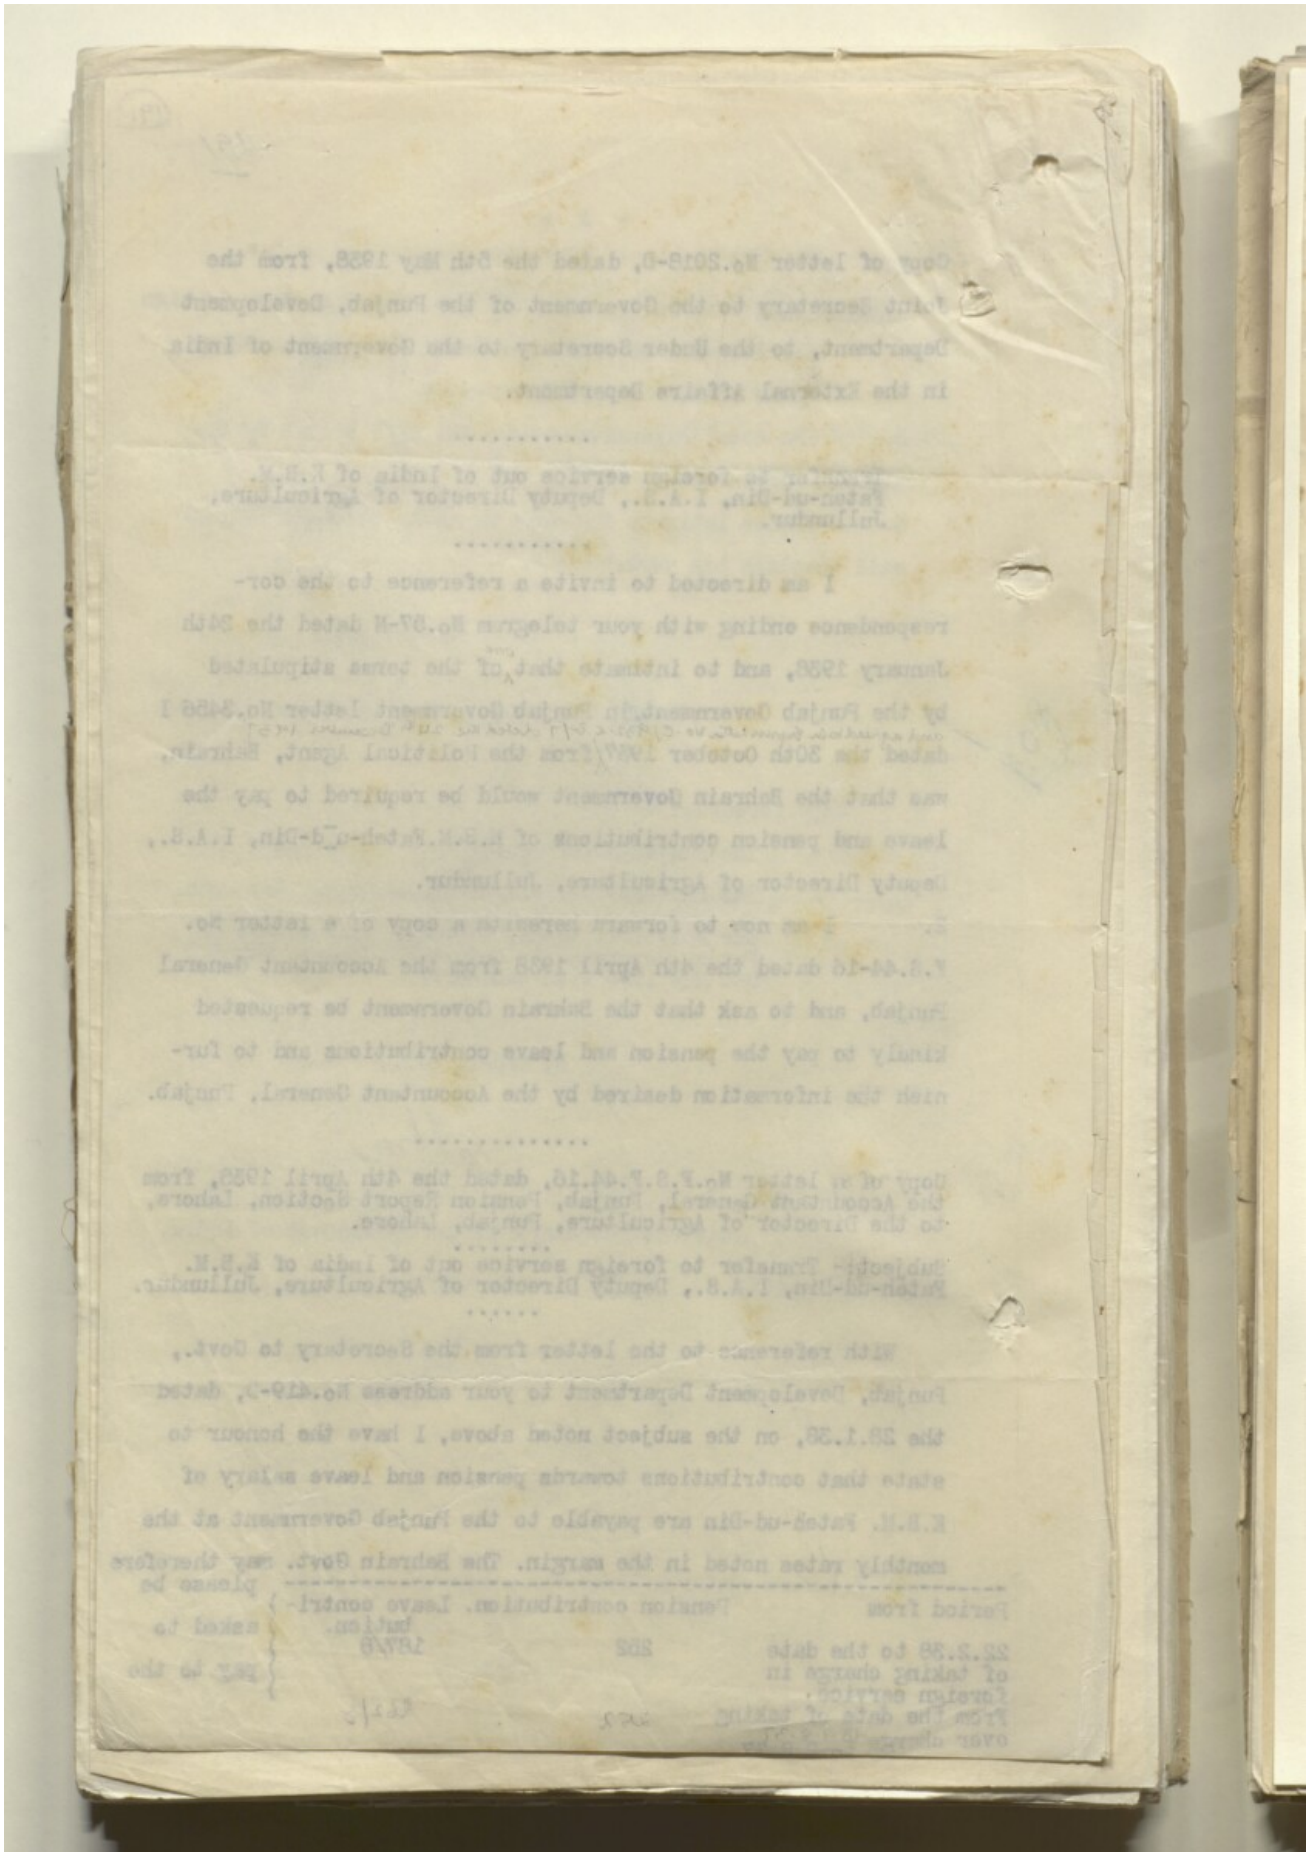 Copy of letter No.2018-D, dated the 5th May 1938, from the
Joint Secretary to the Government of the Punjab, Development
Department, to the Under Secretary to the Government of India
in the External Affairs Department.
..........
Transfer to foreign service out of India of K.B.M.
Fateh-ud-Din, I.A.S., Deputy Director of Agriculture,
Jullundur.
..........
I am directed to invite a reference to the cor-
respondence ending with your telegram No.57-N dated the 24th
January 1938, and to intimate that one of the terms stipulated
by the Punjab Government in Punjab Government letter No.3456
dated the 30th October 1937 from the Political Agent, Bahrain,
was that the Bahrain Government would be required to pay the
leave and pension contributions of K.B.M.Fateh-ud-Din, I.A.S.,
Deputy Director of Agriculture, Jullundur.
2. I am now to forward herewith a copy of a letter No.
F.S.44-16 dated the 4th April 1938 from the Accountant General
Punjab, and to ask that the Bahrain Government be requested
kindly to pay the pension and leave contributions and to fur-
nish the information desired by the Accountant General, Punjab.
..............
Copy of a letter No.F.S.P.44.16, dated the 4th April 1938, from
the Accountant General, Punjab, Pension Report Section, Lahore,
to the Director of Agriculture, Punjab, Lahore.
........
Subject:- Transfer to foreign service out of India of K.B.M.
Fateh-ud-Din, I.A.S., Deputy Director of Agriculture, Jullundur.
.....
With reference to the letter from the Secretary to Govt.,
Punjab, Development Department to your address No.419-D, dated
the 28.1.38, on the subject noted above, I have the honour to
state that contributions towards pension and leave salary of
K.B.M. Fateh-ud-Din are payable to the Punjab Government at the
monthly rates noted in the margin. The Bahrain Govt. may therefore
please be
Period from Pension contribution. Leave contri-
bution. asked to
22.2.38 to the date 252 187/8
of taking charge in pay to the
foreign service.
From the date of taking 252
over charge